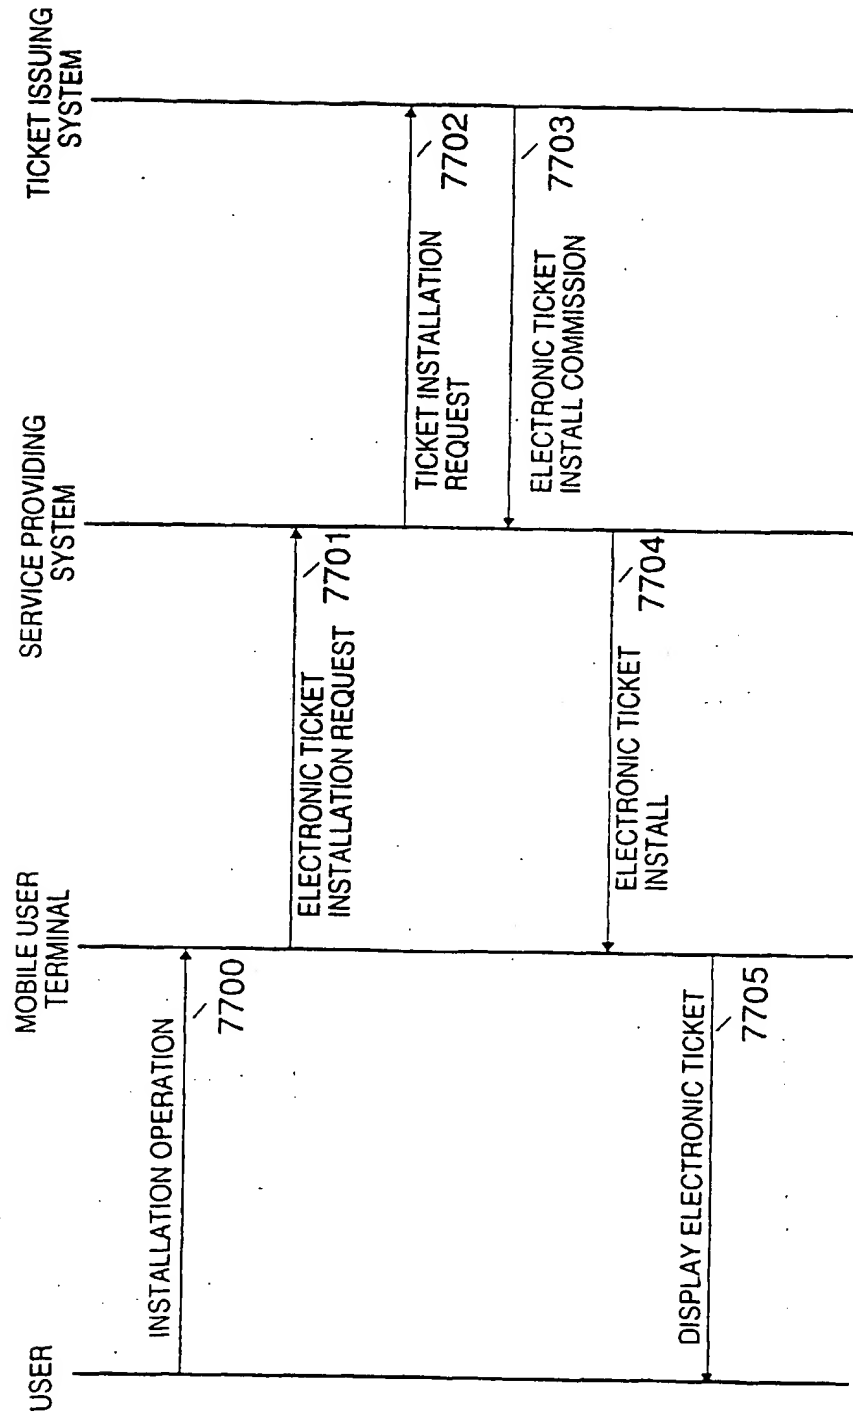 USER
MOBILE USER
TERMINAL
SERVICE PROVIDING
SYSTEM
TICKET ISSUING
SYSTEM
INSTALLATION OPERATION
7700
ELECTRONIC TICKET
INSTALLATION REQUEST
7701
TICKET INSTALLATION
REQUEST
7702
ELECTRONIC TICKET
INSTALL COMMISSION
7703
ELECTRONIC TICKET
INSTALL
7704
DISPLAY ELECTRONIC TICKET
7705